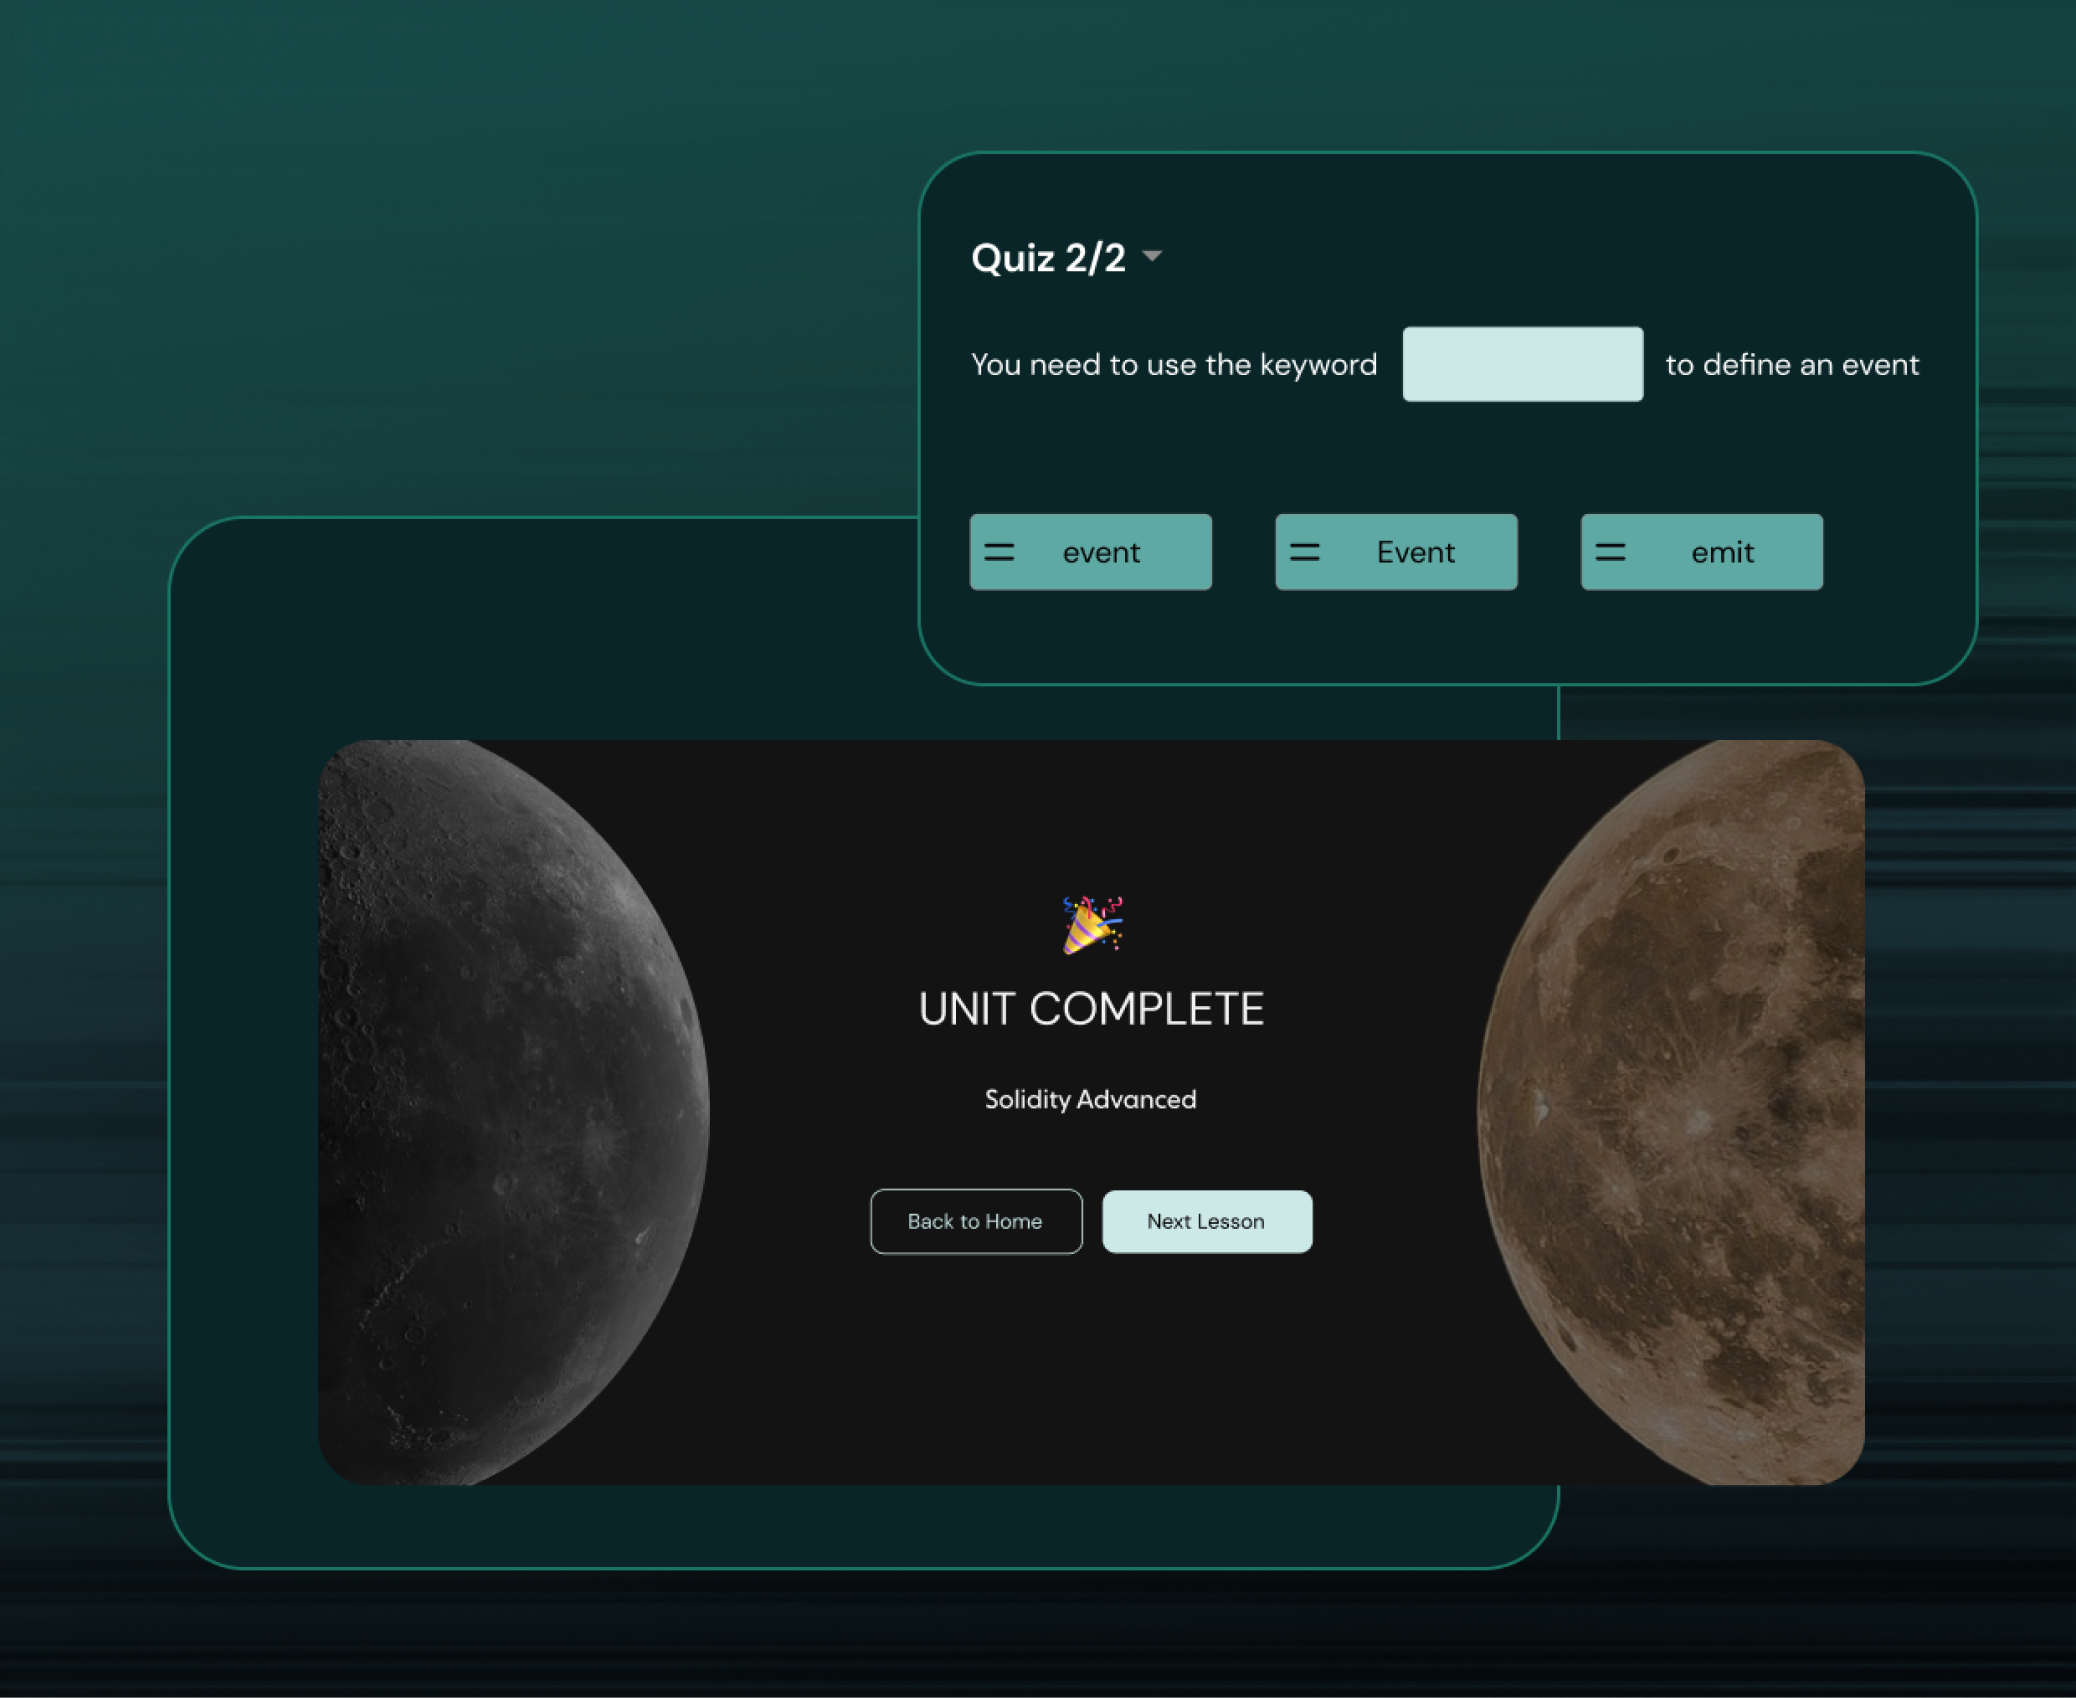 Quiz 2/2
You need to use the keyword to define an event
event Event emit
UNIT COMPLETE
Solidity Advanced
Back to Home Next Lesson